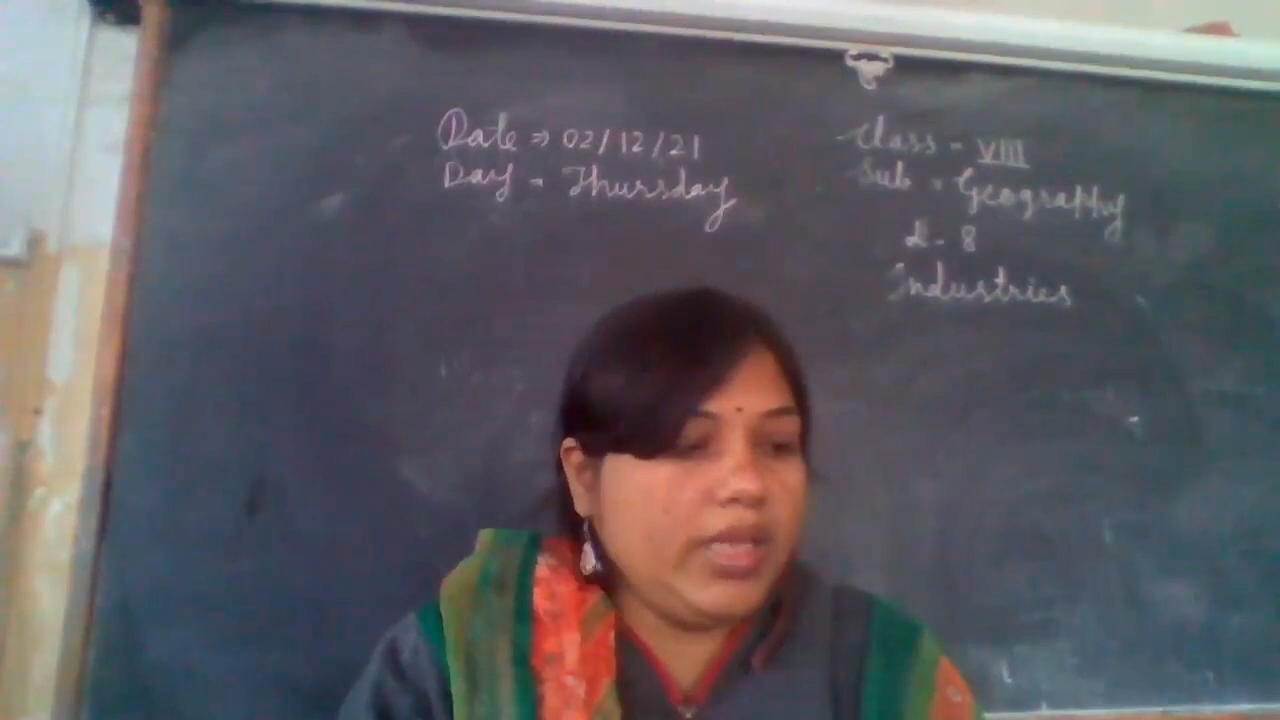 Date ⇒ 02/12/21
Day - Thursday
Class - VIII
Sub - Geography
L - 8
Industries